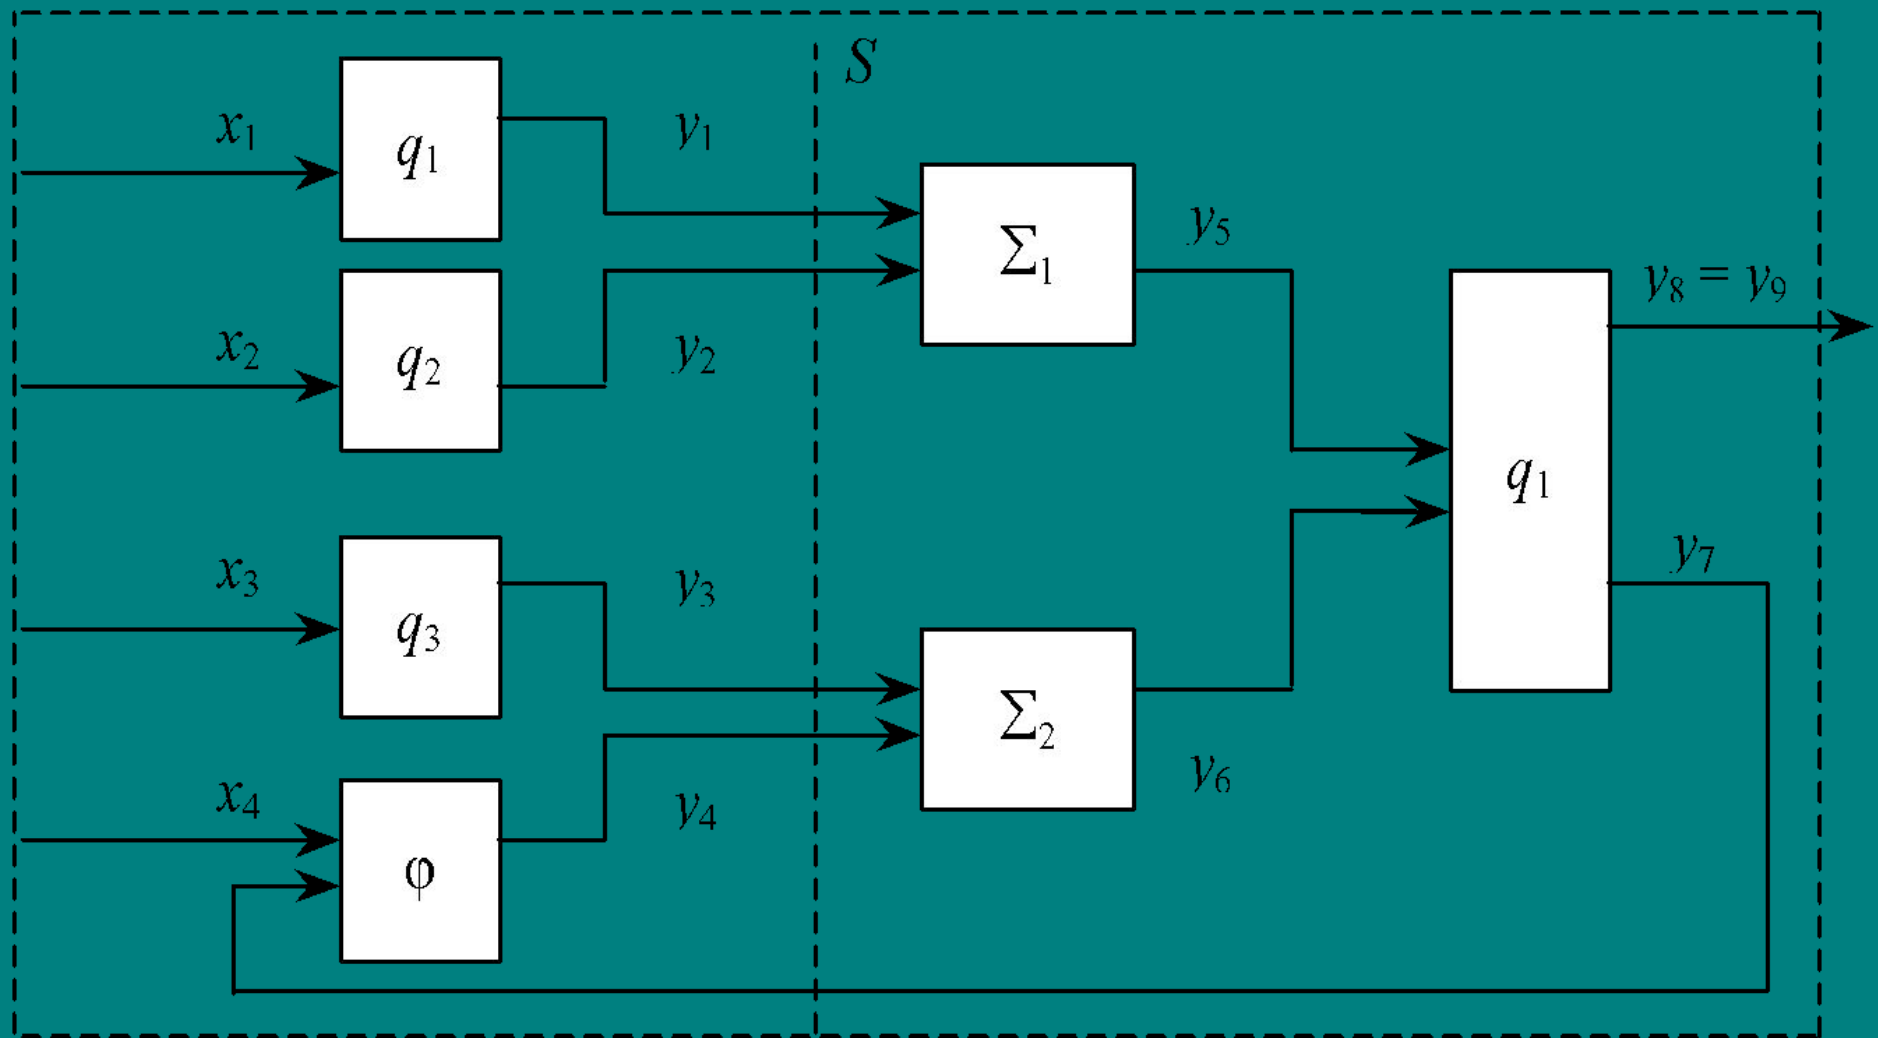 S
x₁
q₁
y₁
x₂
q₂
y₂
Σ₁
y₅
y₈ = y₉
q₁
x₃
q₃
y₃
y₇
Σ₂
y₆
x₄
φ
y₄